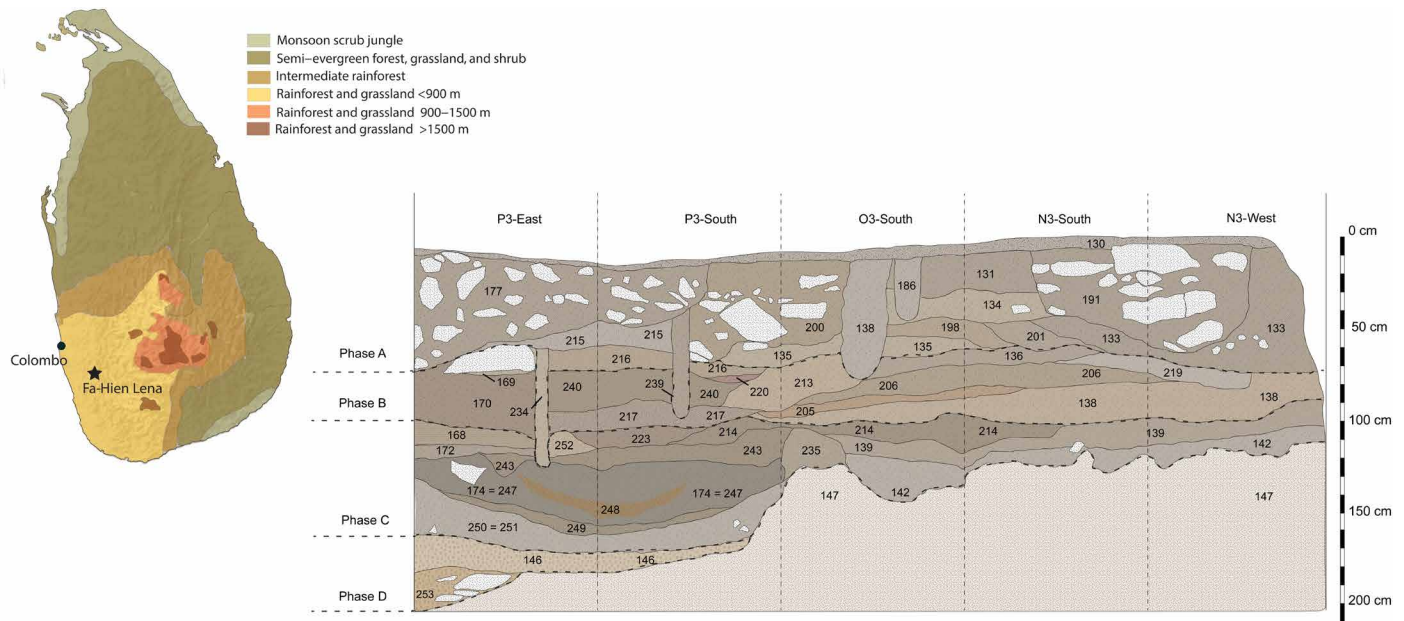 Monsoon scrub jungle
Semi−evergreen forest, grassland, and shrub
Intermediate rainforest
Rainforest and grassland <900 m
Rainforest and grassland 900−1500 m
Rainforest and grassland >1500 m
Colombo
Fa-Hien Lena
P3-East
P3-South
O3-South
N3-South
N3-West
0 cm
50 cm
100 cm
150 cm
200 cm
Phase A
Phase B
Phase C
Phase D
130
177
131
186
134
191
215
200
138
198
201
133
133
216
135
135
136
216
219
169
240
239
240
220
213
206
206
170
234
217
217
205
138
138
168
252
223
214
214
214
139
172
243
243
235
139
142
174 = 247
174 = 247
147
142
147
248
250 = 251
249
146
146
253